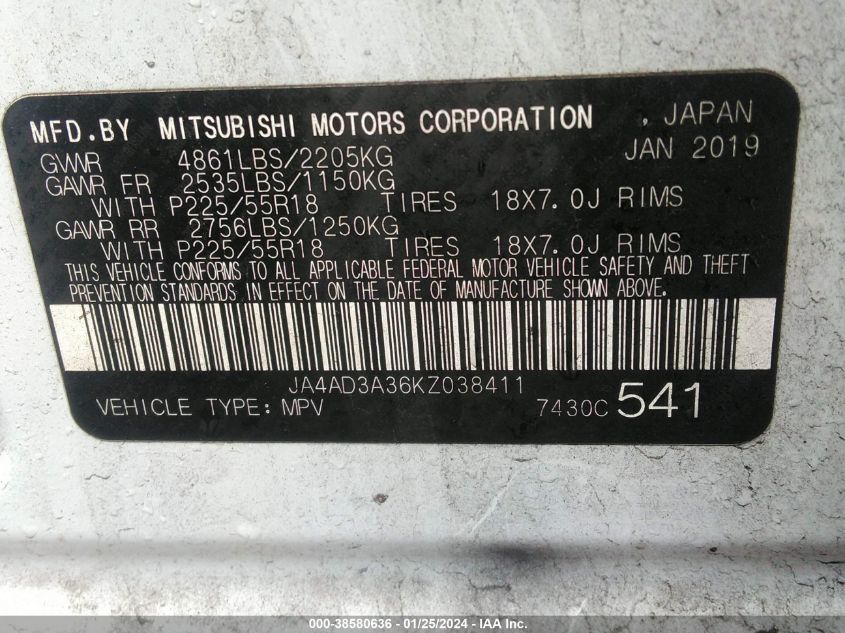 MFD.BY MITSUBISHI MOTORS CORPORATION , JAPAN
GVWR 4861LBS/2205KG JAN 2019
GAWR FR 2535LBS/1150KG
WITH P225/55R18 TIRES 18X7.0J RIMS
GAWR RR 2756LBS/1250KG
WITH P225/55R18 TIRES 18X7.0J RIMS
THIS VEHICLE CONFORMS TO ALL APPLICABLE FEDERAL MOTOR VEHICLE SAFETY AND THEFT
PREVENTION STANDARDS IN EFFECT ON THE DATE OF MANUFACTURE SHOWN ABOVE.
JA4AD3A36KZ038411
VEHICLE TYPE: MPV 7430C 541
000-38580636 - 01/25/2024 - IAA Inc.